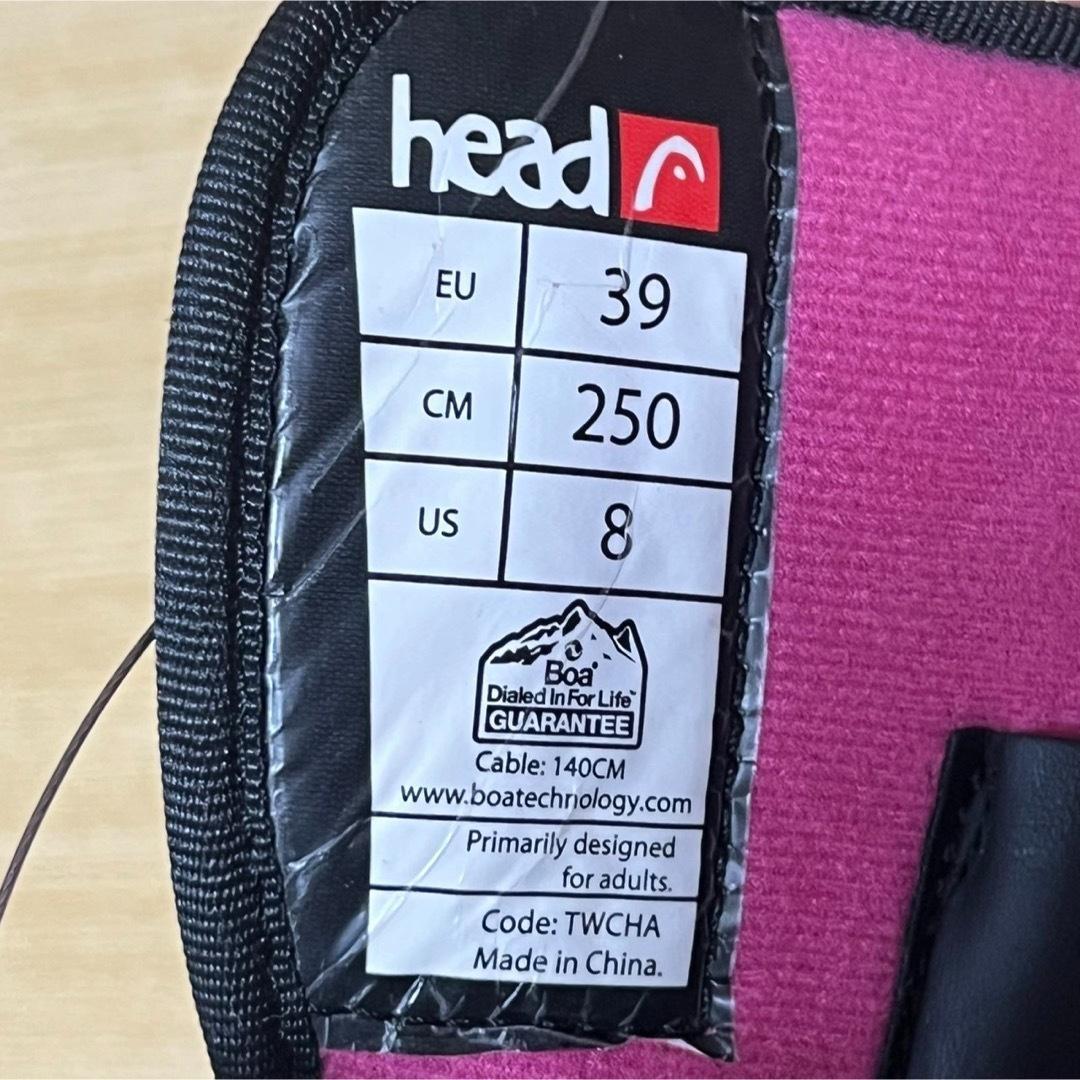 head
EU 39
CM 250
US 8
Boa
Dialed In For Life™
GUARANTEE
Cable: 140CM
www.boatechnology.com
Primarily designed
for adults.
Code: TWCHA
Made in China.